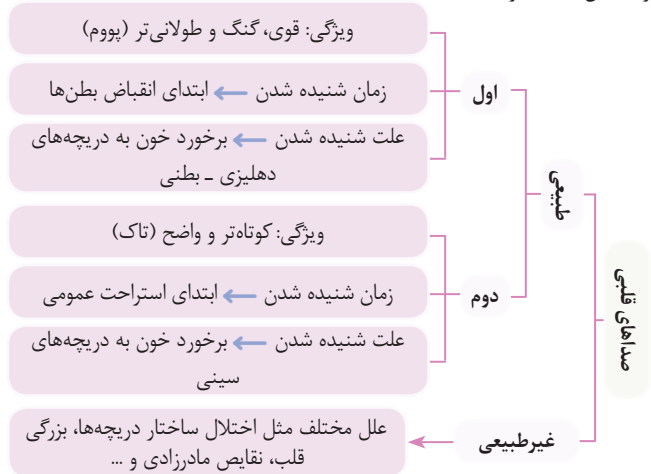 صداهای قلبی
طبیعی
اول
ویژگی: قوی، گنگ و طولانی‌تر (پووم)
زمان شنیده شدن ← ابتدای انقباض بطن‌ها
علت شنیده شدن ← برخورد خون به دریچه‌های
دهلیزی ـ بطنی
دوم
ویژگی: کوتاه‌تر و واضح (تاک)
زمان شنیده شدن ← ابتدای استراحت عمومی
علت شنیده شدن ← برخورد خون به دریچه‌های
سینی
غیرطبیعی
علل مختلف مثل اختلال ساختار دریچه‌ها، بزرگی
قلب، نقایص مادرزادی و ...